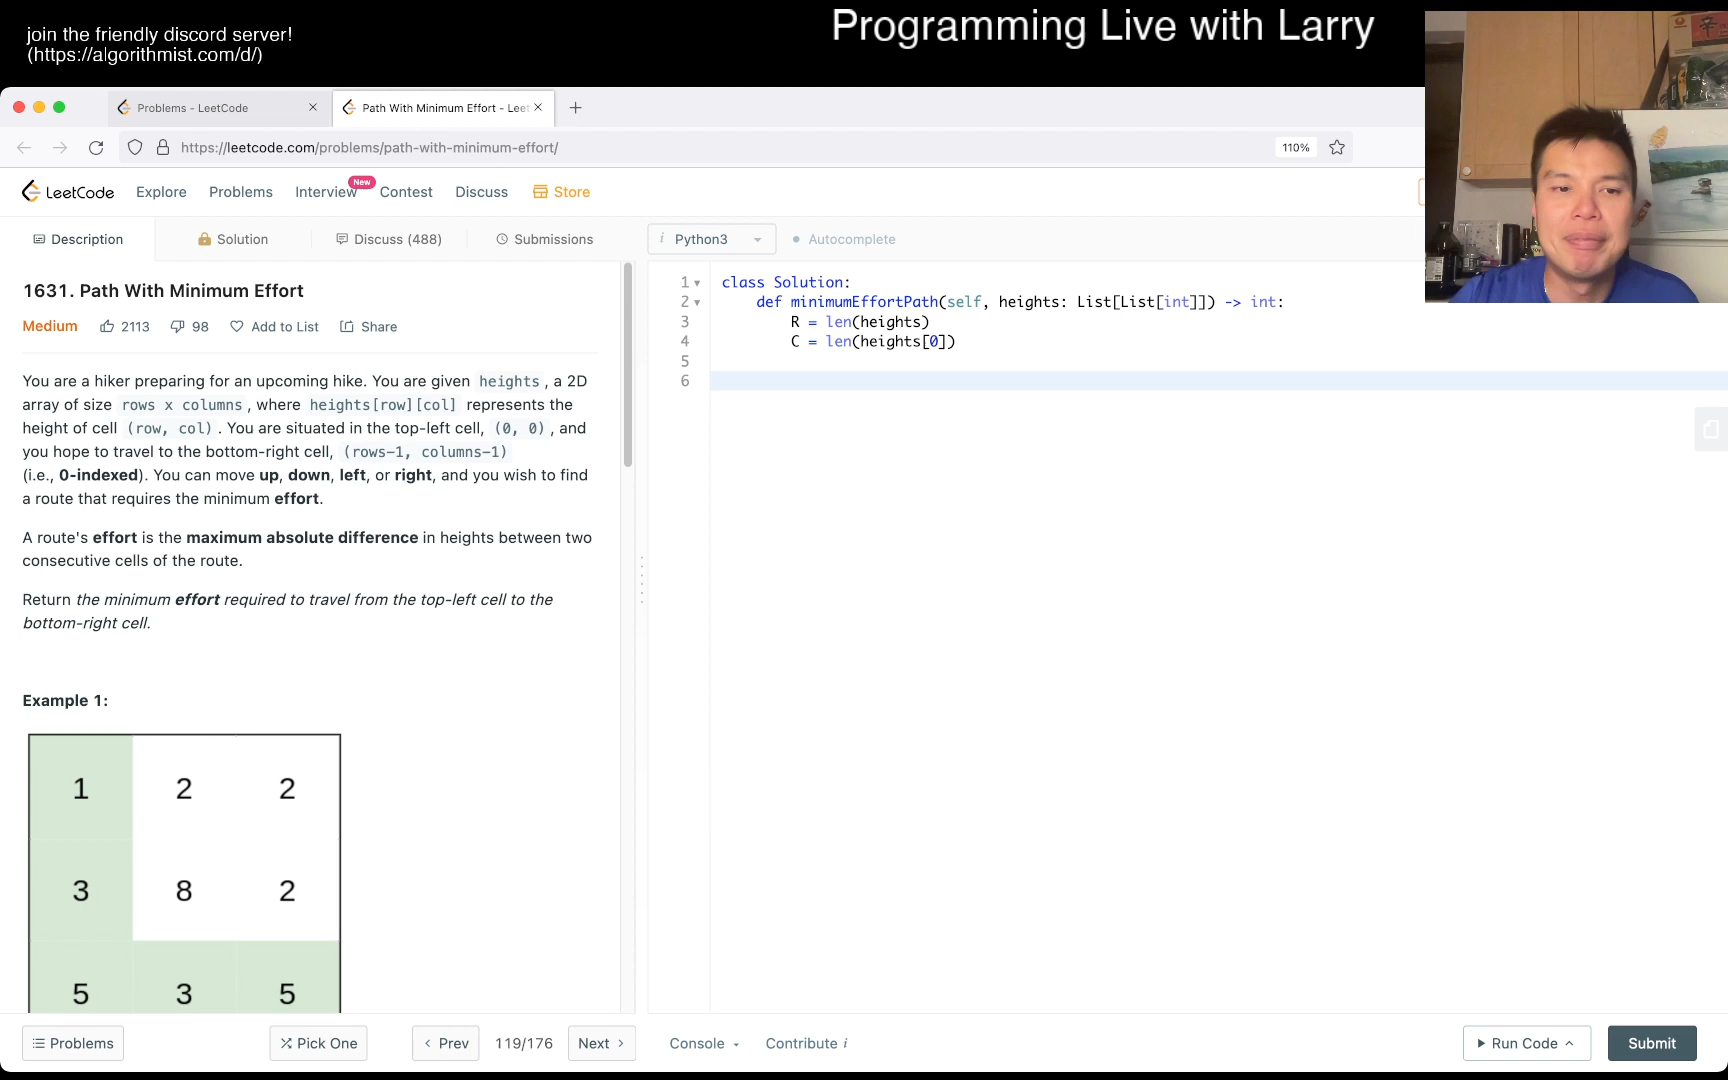 join the friendly discord server!
(https://algorithmist.com/d/)
Programming Live with Larry
Problems - LeetCode
Path With Minimum Effort - Leet
https://leetcode.com/problems/path-with-minimum-effort/
110%
LeetCode
Explore
Problems
Interview
New
Contest
Discuss
Store
Description
Solution
Discuss (488)
Submissions
i Python3
Autocomplete
1631. Path With Minimum Effort
Medium
2113
98
Add to List
Share
You are a hiker preparing for an upcoming hike. You are given heights, a 2D
array of size rows x columns, where heights[row][col] represents the
height of cell (row, col). You are situated in the top-left cell, (0, 0), and
you hope to travel to the bottom-right cell, (rows-1, columns-1)
(i.e., 0-indexed). You can move up, down, left, or right, and you wish to find
a route that requires the minimum effort.
A route's effort is the maximum absolute difference in heights between two
consecutive cells of the route.
Return the minimum effort required to travel from the top-left cell to the
bottom-right cell.
Example 1:
1 2 2
3 8 2
5 3 5
1 class Solution:
2 def minimumEffortPath(self, heights: List[List[int]]) -> int:
3 R = len(heights)
4 C = len(heights[0])
5
6
Problems
Pick One
Prev
119/176
Next
Console
Contribute i
Run Code
Submit